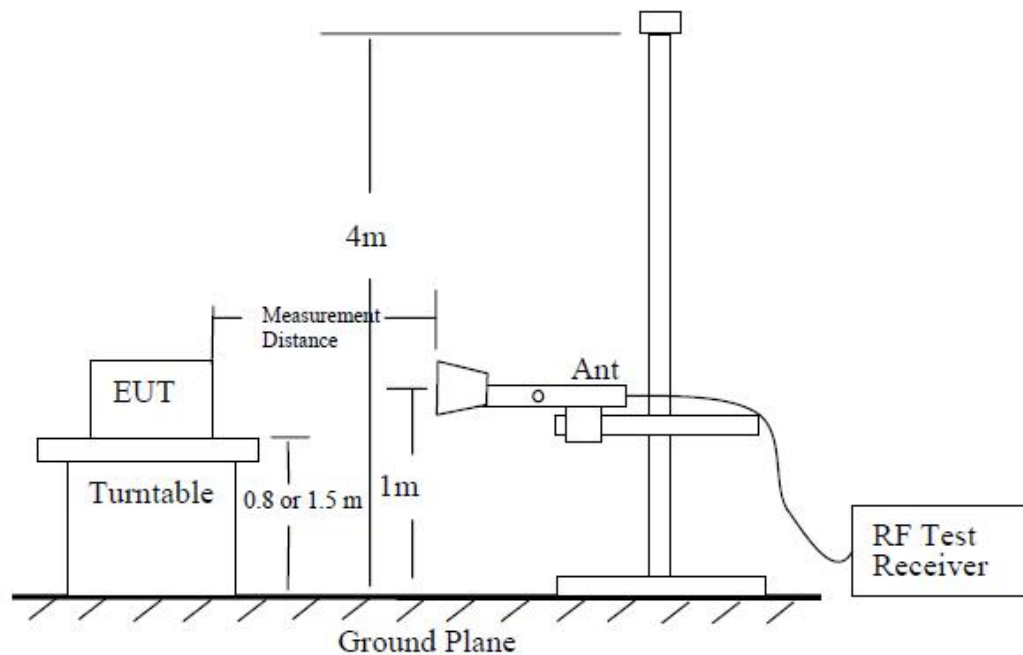 4m
Measurement
Distance
Ant
EUT
Turntable
0.8 or 1.5 m
1m
RF Test
Receiver
Ground Plane